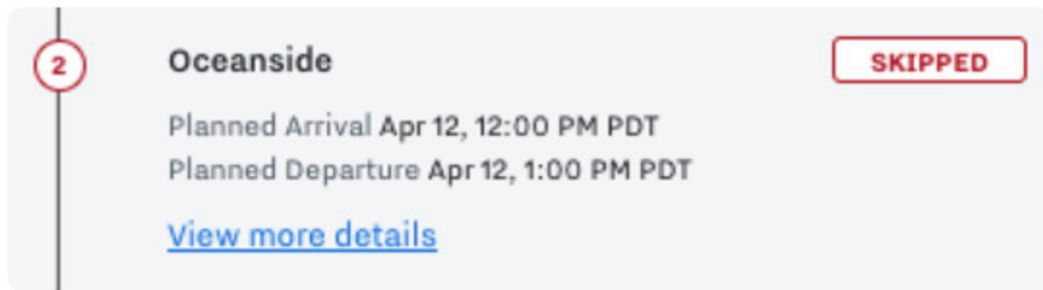 2
Oceanside
SKIPPED
Planned Arrival Apr 12, 12:00 PM PDT
Planned Departure Apr 12, 1:00 PM PDT
View more details